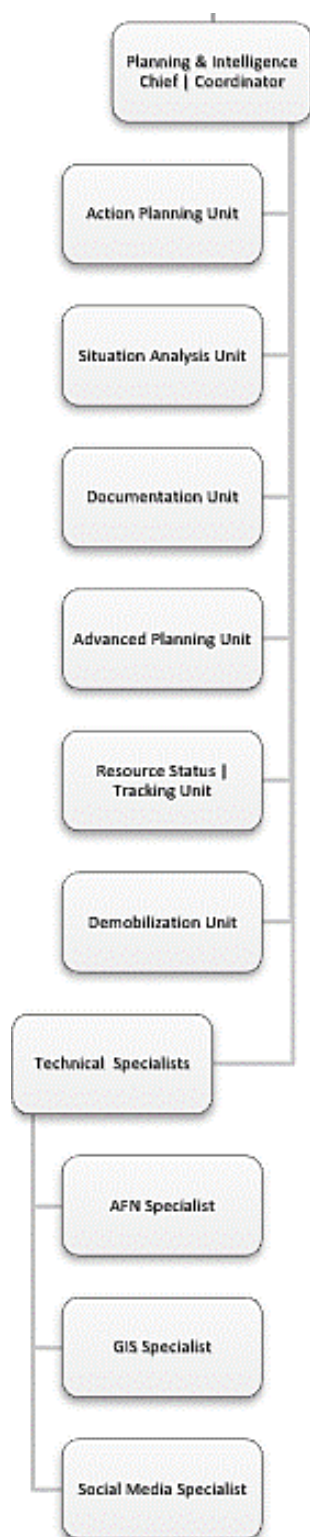 Planning & Intelligence
Chief | Coordinator
Action Planning Unit
Situation Analysis Unit
Documentation Unit
Advanced Planning Unit
Resource Status |
Tracking Unit
Demobilization Unit
Technical Specialists
AFN Specialist
GIS Specialist
Social Media Specialist